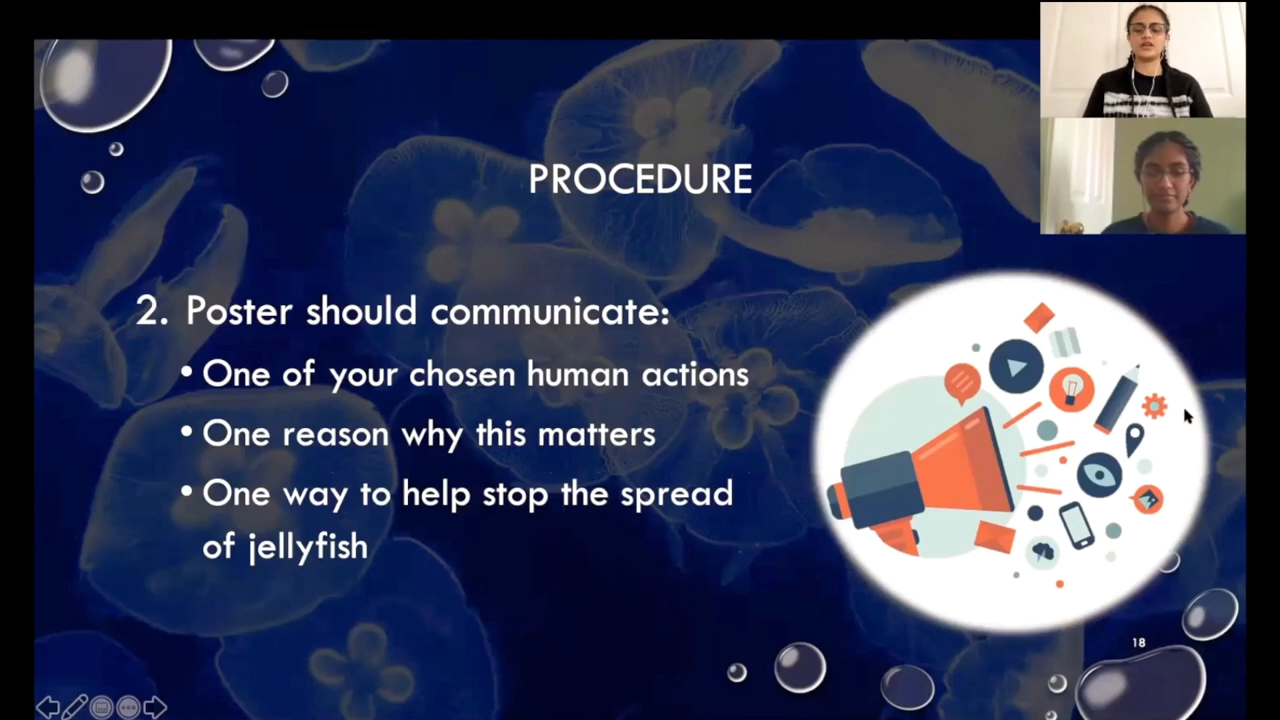 PROCEDURE
2. Poster should communicate:
• One of your chosen human actions
• One reason why this matters
• One way to help stop the spread
of jellyfish
18